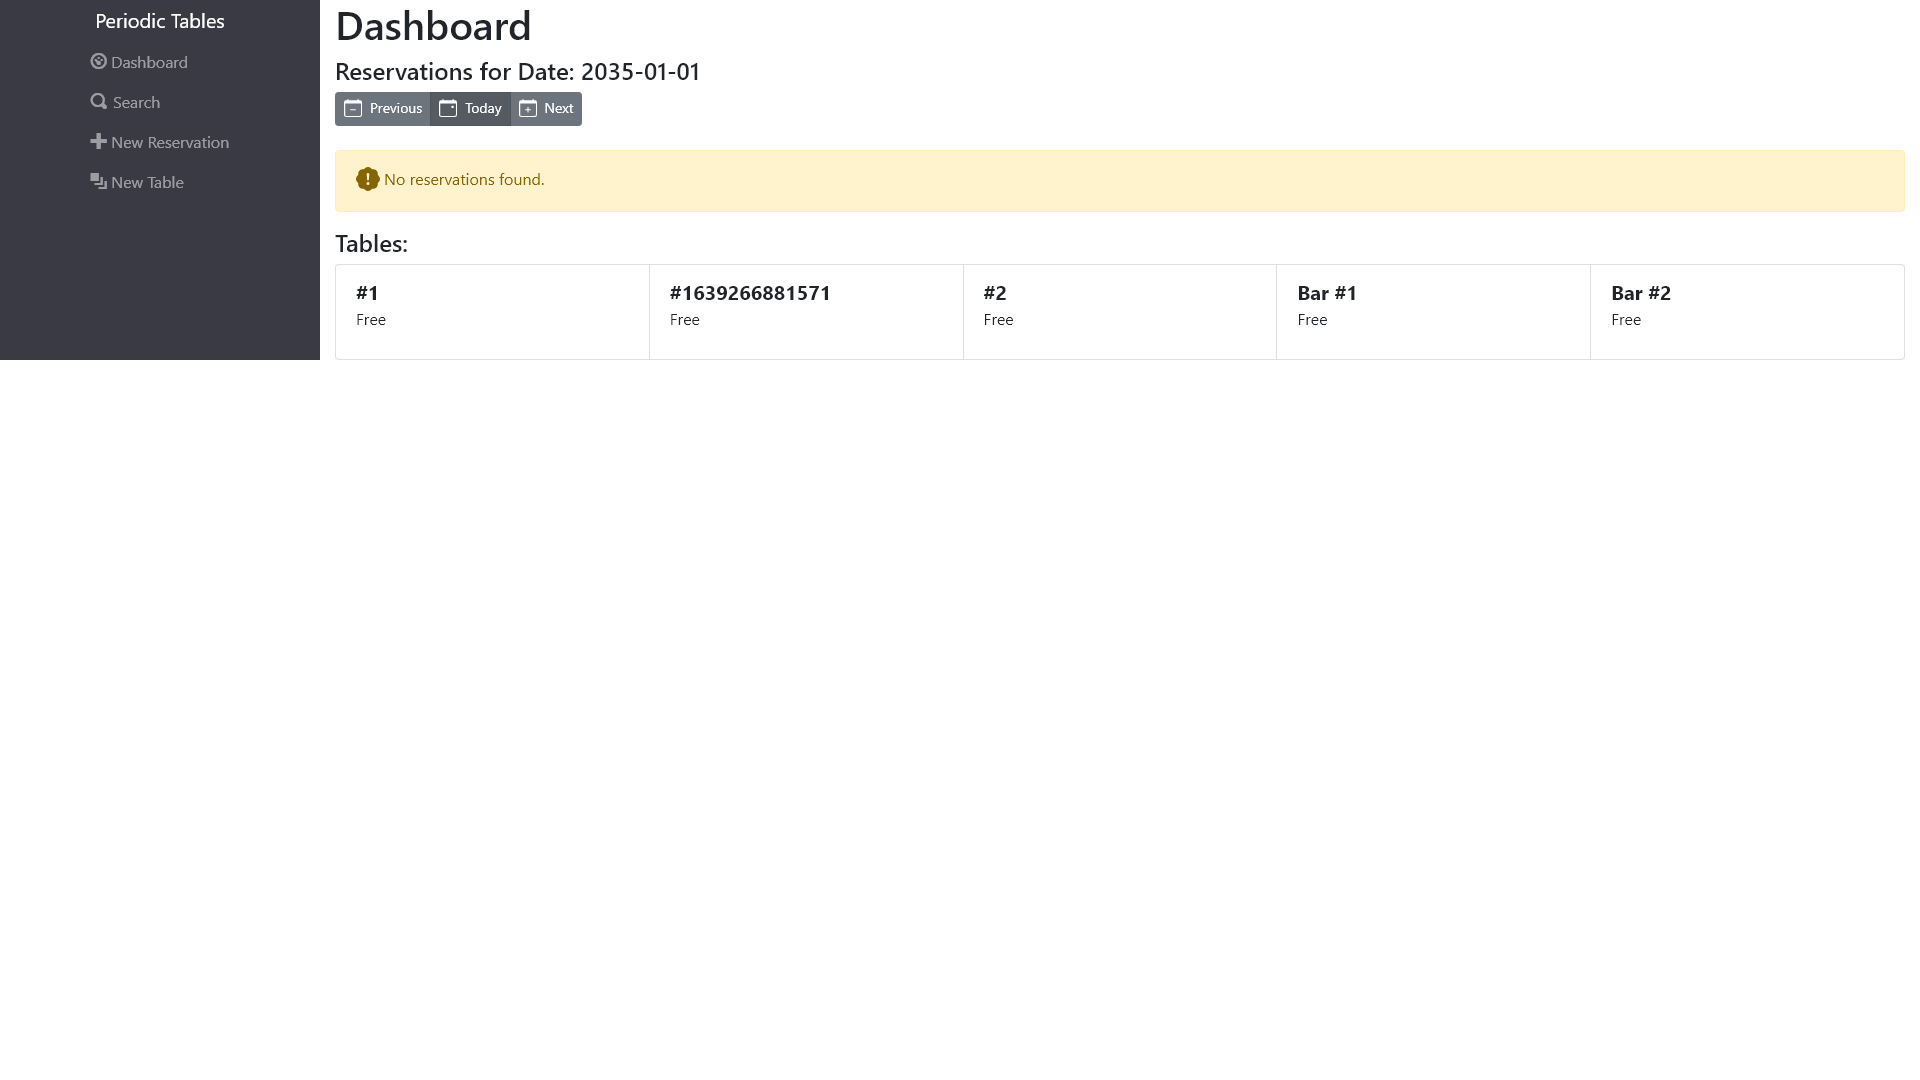 Periodic Tables
Dashboard
Search
New Reservation
New Table
Dashboard
Reservations for Date: 2035-01-01
Previous Today Next
No reservations found.
Tables:
#1
Free
#1639266881571
Free
#2
Free
Bar #1
Free
Bar #2
Free